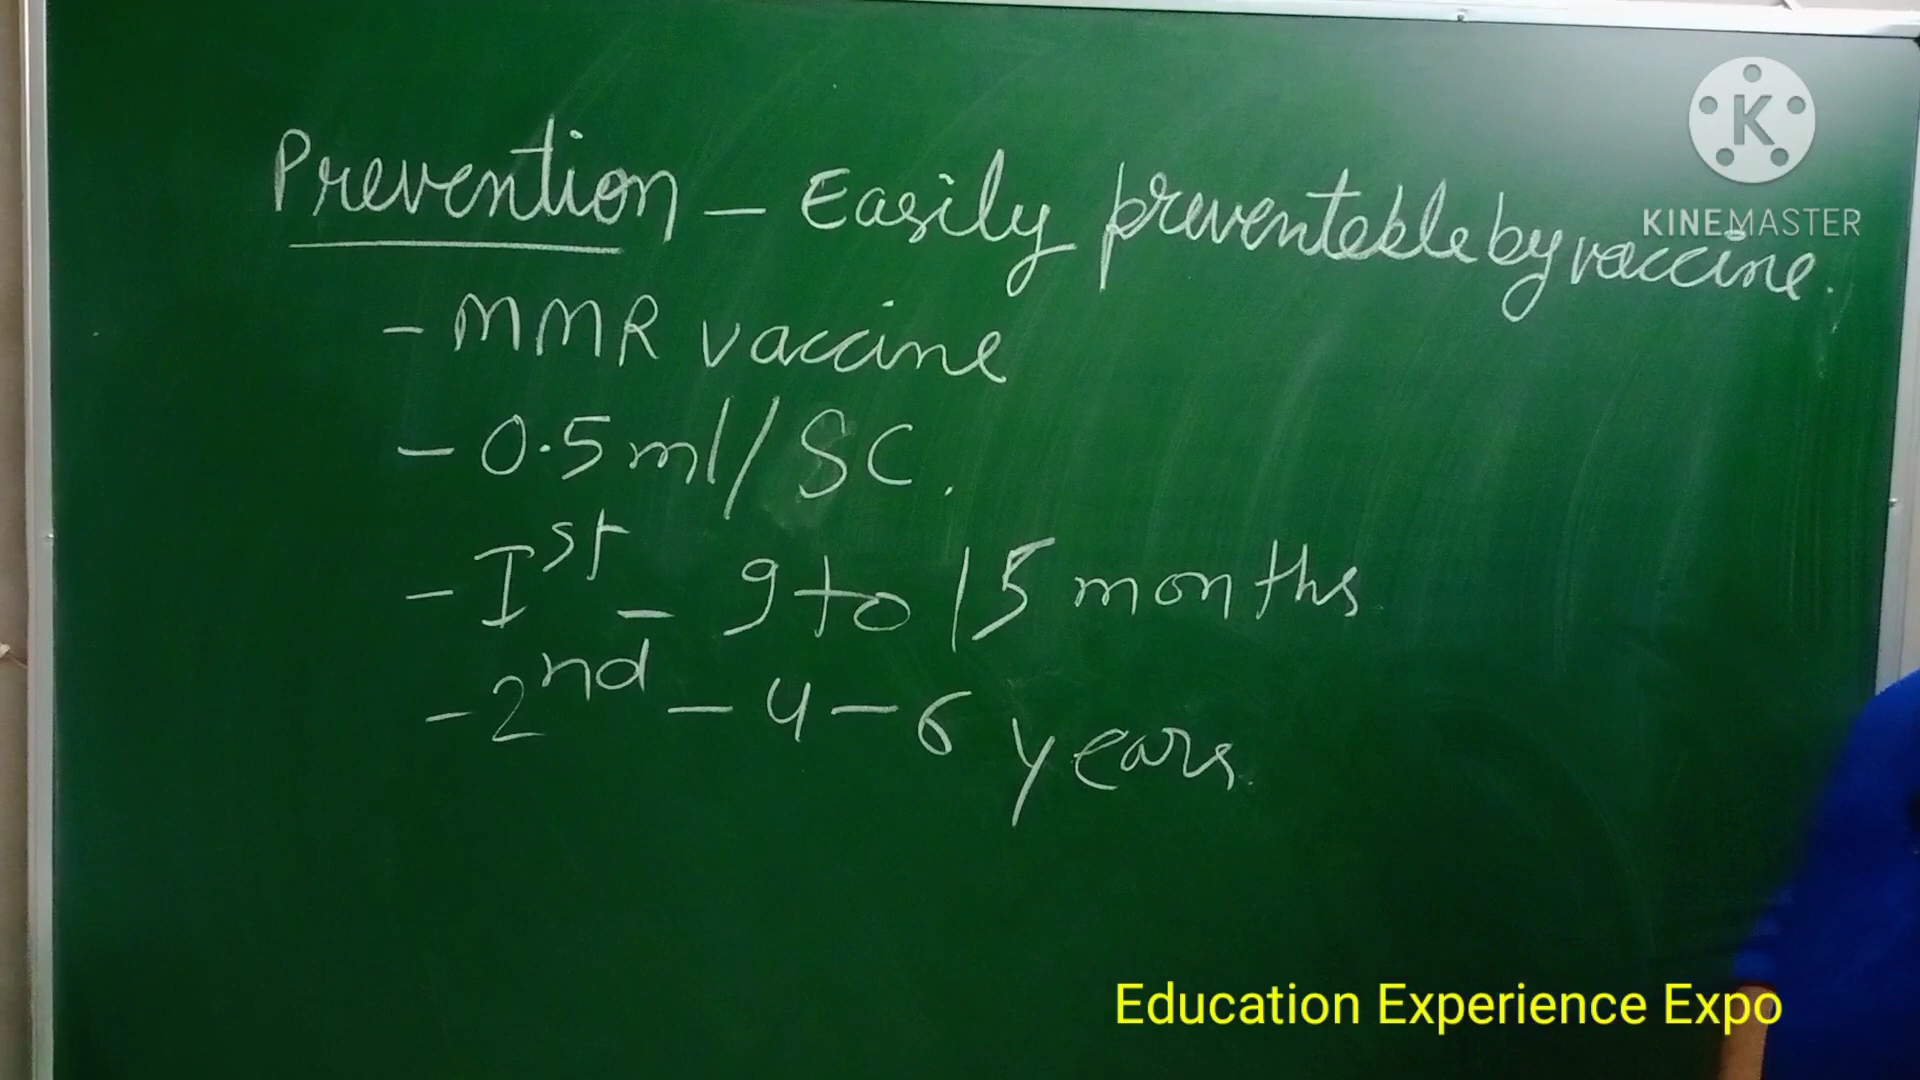 Prevention – Easily preventable by vaccine.
- MMR vaccine
- 0.5 ml/SC.
- Ist – 9 to 15 months
- 2nd – 4 – 6 years.
K
KINEMASTER
Education Experience Expo